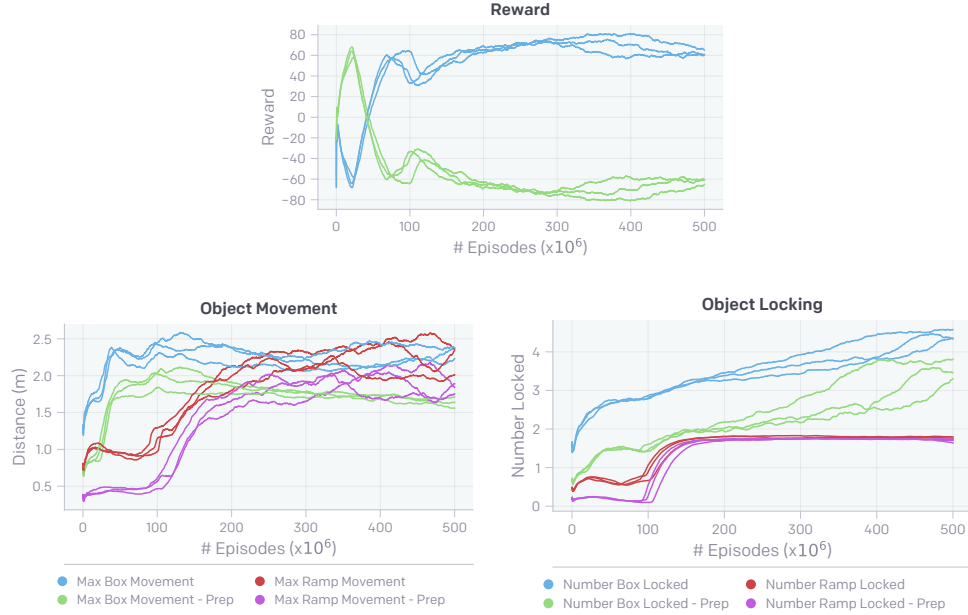 Reward
80
60
40
20
0
−20
−40
−60
−80
Reward
0
100
200
300
400
500
# Episodes (x10⁶)
Object Movement
2.5
2.0
1.5
1.0
0.5
Distance (m)
0
100
200
300
400
500
# Episodes (x10⁶)
Max Box Movement
Max Ramp Movement
Max Box Movement - Prep
Max Ramp Movement - Prep
Object Locking
4
3
2
1
0
Number Locked
0
100
200
300
400
500
# Episodes (x10⁶)
Number Box Locked
Number Ramp Locked
Number Box Locked - Prep
Number Ramp Locked - Prep